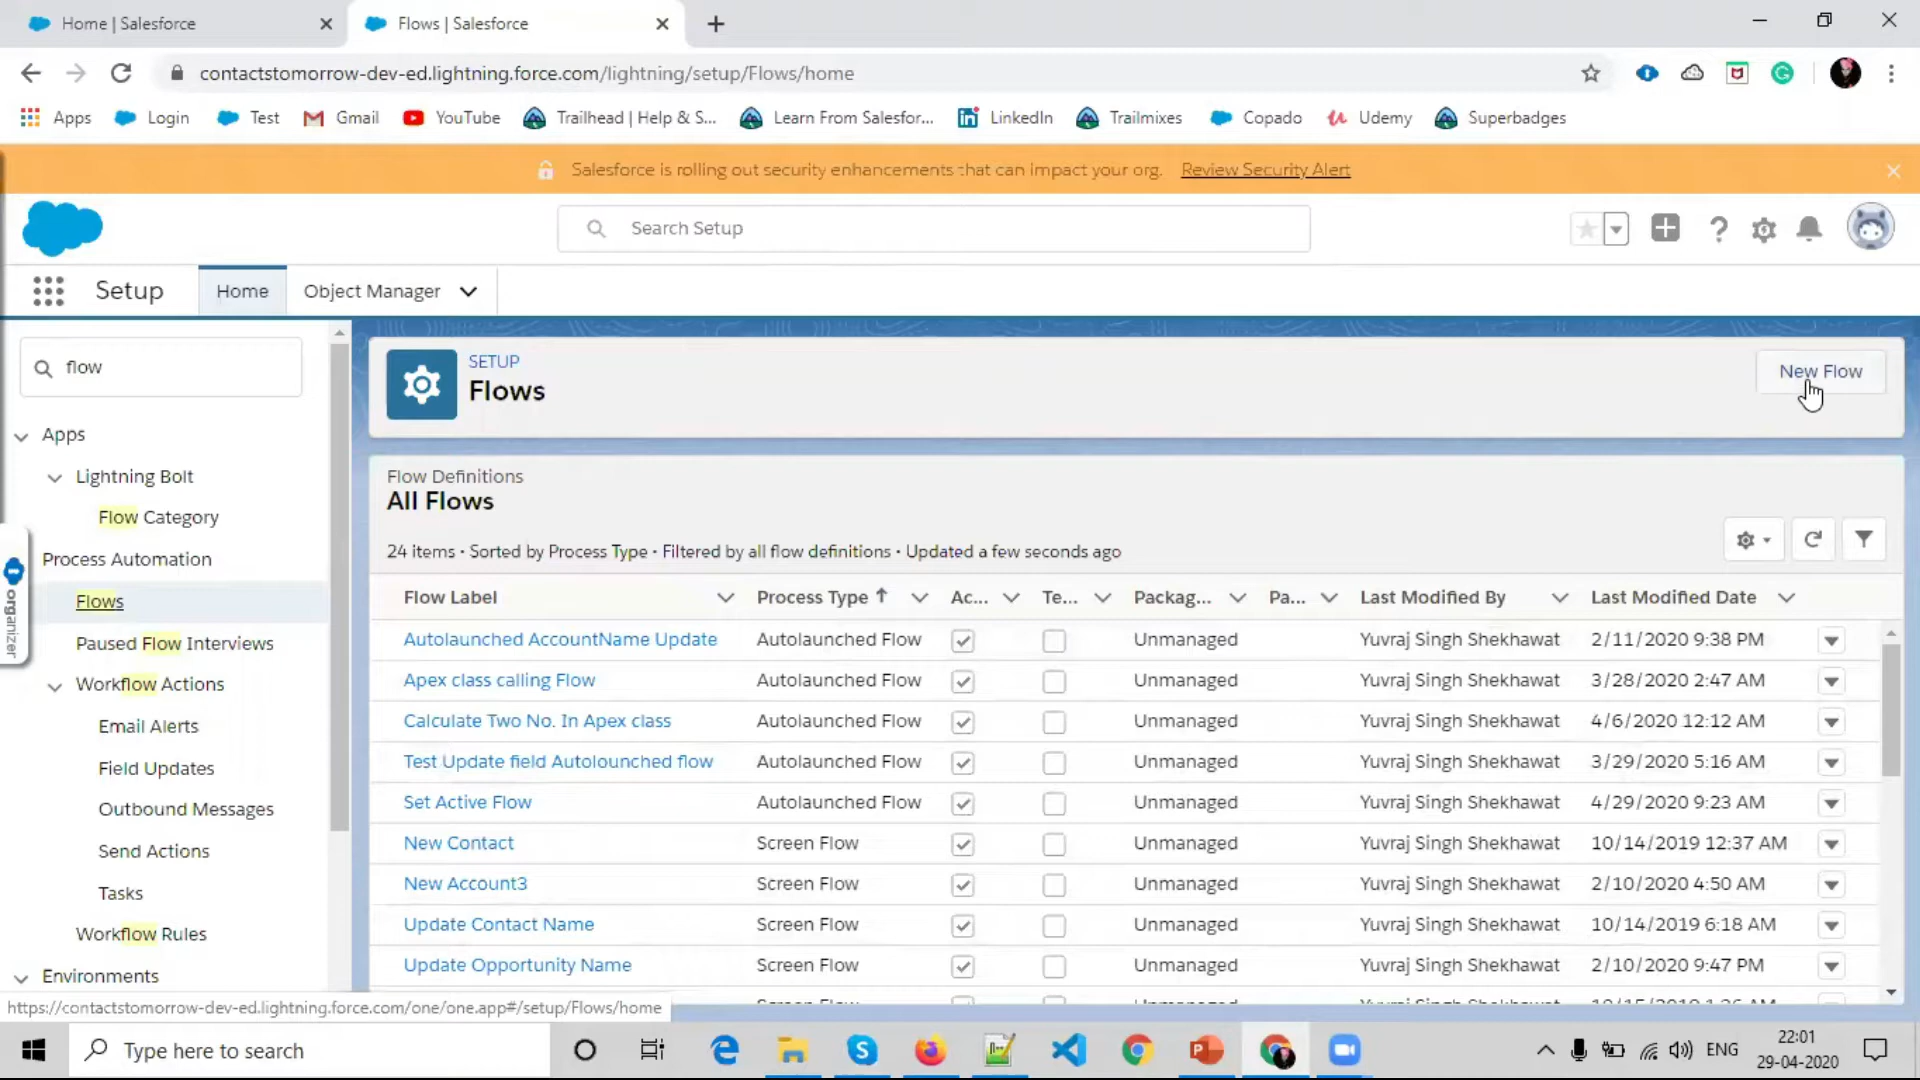 Home | Salesforce
Flows | Salesforce
contactstomorrow-dev-ed.lightning.force.com/lightning/setup/Flows/home
Apps Login Test Gmail YouTube Trailhead | Help & S... Learn From Salesfor... LinkedIn Trailmixes Copado Udemy Superbadges
Salesforce is rolling out security enhancements that can impact your org. Review Security Alert
Search Setup
Setup Home Object Manager
flow
Apps
Lightning Bolt
Flow Category
Process Automation
Flows
Paused Flow Interviews
Workflow Actions
Email Alerts
Field Updates
Outbound Messages
Send Actions
Tasks
Workflow Rules
Environments
organizer
SETUP
Flows
New Flow
Flow Definitions
All Flows
24 items • Sorted by Process Type • Filtered by all flow definitions • Updated a few seconds ago
Flow Label Process Type Ac... Te... Packag... Pa... Last Modified By Last Modified Date
Autolaunched AccountName Update Autolaunched Flow Unmanaged Yuvraj Singh Shekhawat 2/11/2020 9:38 PM
Apex class calling Flow Autolaunched Flow Unmanaged Yuvraj Singh Shekhawat 3/28/2020 2:47 AM
Calculate Two No. In Apex class Autolaunched Flow Unmanaged Yuvraj Singh Shekhawat 4/6/2020 12:12 AM
Test Update field Autolounched flow Autolaunched Flow Unmanaged Yuvraj Singh Shekhawat 3/29/2020 5:16 AM
Set Active Flow Autolaunched Flow Unmanaged Yuvraj Singh Shekhawat 4/29/2020 9:23 AM
New Contact Screen Flow Unmanaged Yuvraj Singh Shekhawat 10/14/2019 12:37 AM
New Account3 Screen Flow Unmanaged Yuvraj Singh Shekhawat 2/10/2020 4:50 AM
Update Contact Name Screen Flow Unmanaged Yuvraj Singh Shekhawat 10/14/2019 6:18 AM
Update Opportunity Name Screen Flow Unmanaged Yuvraj Singh Shekhawat 2/10/2020 9:47 PM
https://contactstomorrow-dev-ed.lightning.force.com/one/one.app#/setup/Flows/home
Type here to search
ENG
22:01
29-04-2020